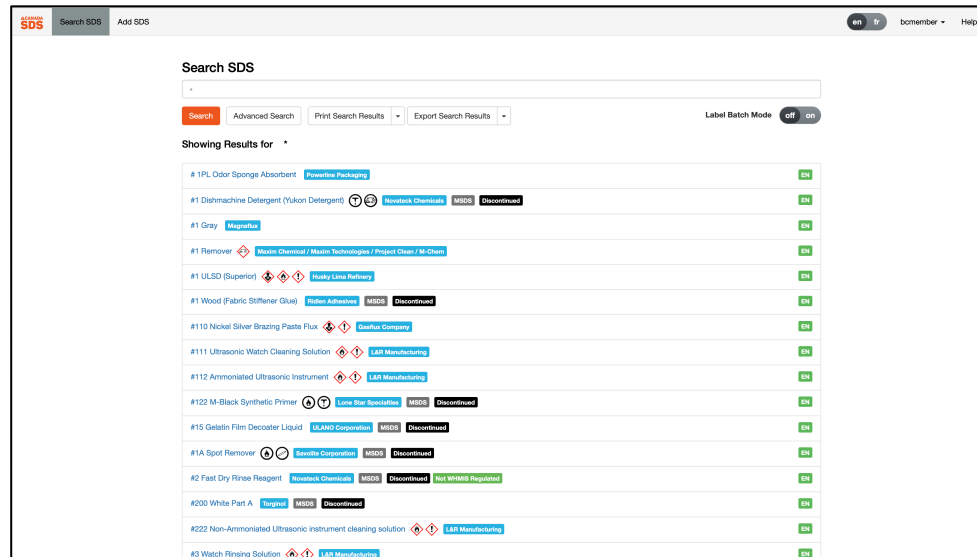 ACANADA
SDS Search SDS Add SDS en fr bcmember Help
Search SDS
*
Search Advanced Search Print Search Results Export Search Results Label Batch Mode off on
Showing Results for *
# 1PL Odor Sponge Absorbent Powerline Packaging EN
#1 Dishmachine Detergent (Yukon Detergent) Novateck Chemicals MSDS Discontinued EN
#1 Gray Magnaflux EN
#1 Remover Maxim Chemical / Maxim Technologies / Project Clean / M-Chem EN
#1 ULSD (Superior) Husky Lima Refinery EN
#1 Wood (Fabric Stiffener Glue) Ridlen Adhesives MSDS Discontinued EN
#110 Nickel Silver Brazing Paste Flux Gasflux Company EN
#111 Ultrasonic Watch Cleaning Solution L&R Manufacturing EN
#112 Ammoniated Ultrasonic Instrument L&R Manufacturing EN
#122 M-Black Synthetic Primer Lone Star Specialties MSDS Discontinued EN
#15 Gelatin Film Decoater Liquid ULANO Corporation MSDS Discontinued EN
#1A Spot Remover Savolite Corporation MSDS Discontinued EN
#2 Fast Dry Rinse Reagent Novateck Chemicals MSDS Discontinued Not WHMIS Regulated EN
#200 White Part A Torginol MSDS Discontinued EN
#222 Non-Ammoniated Ultrasonic instrument cleaning solution L&R Manufacturing EN
#3 Watch Rinsing Solution L&R Manufacturing EN